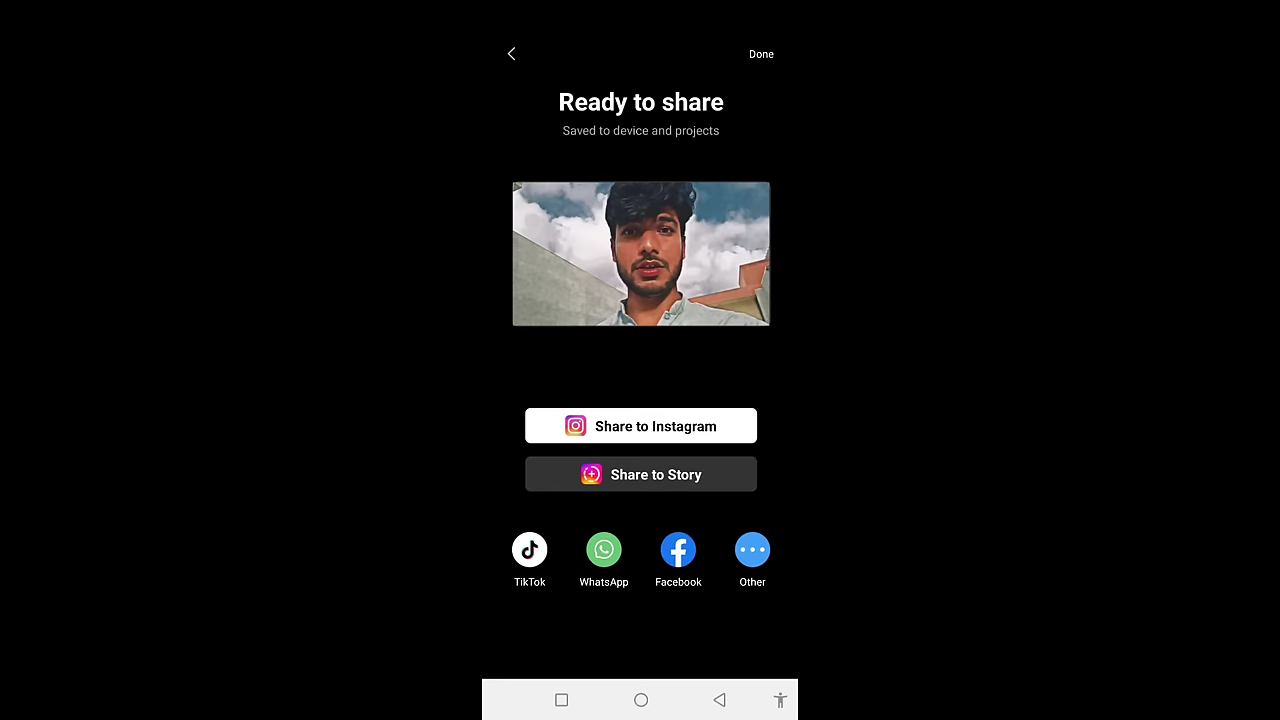 Done
Ready to share
Saved to device and projects
Share to Instagram
Share to Story
TikTok
WhatsApp
Facebook
Other